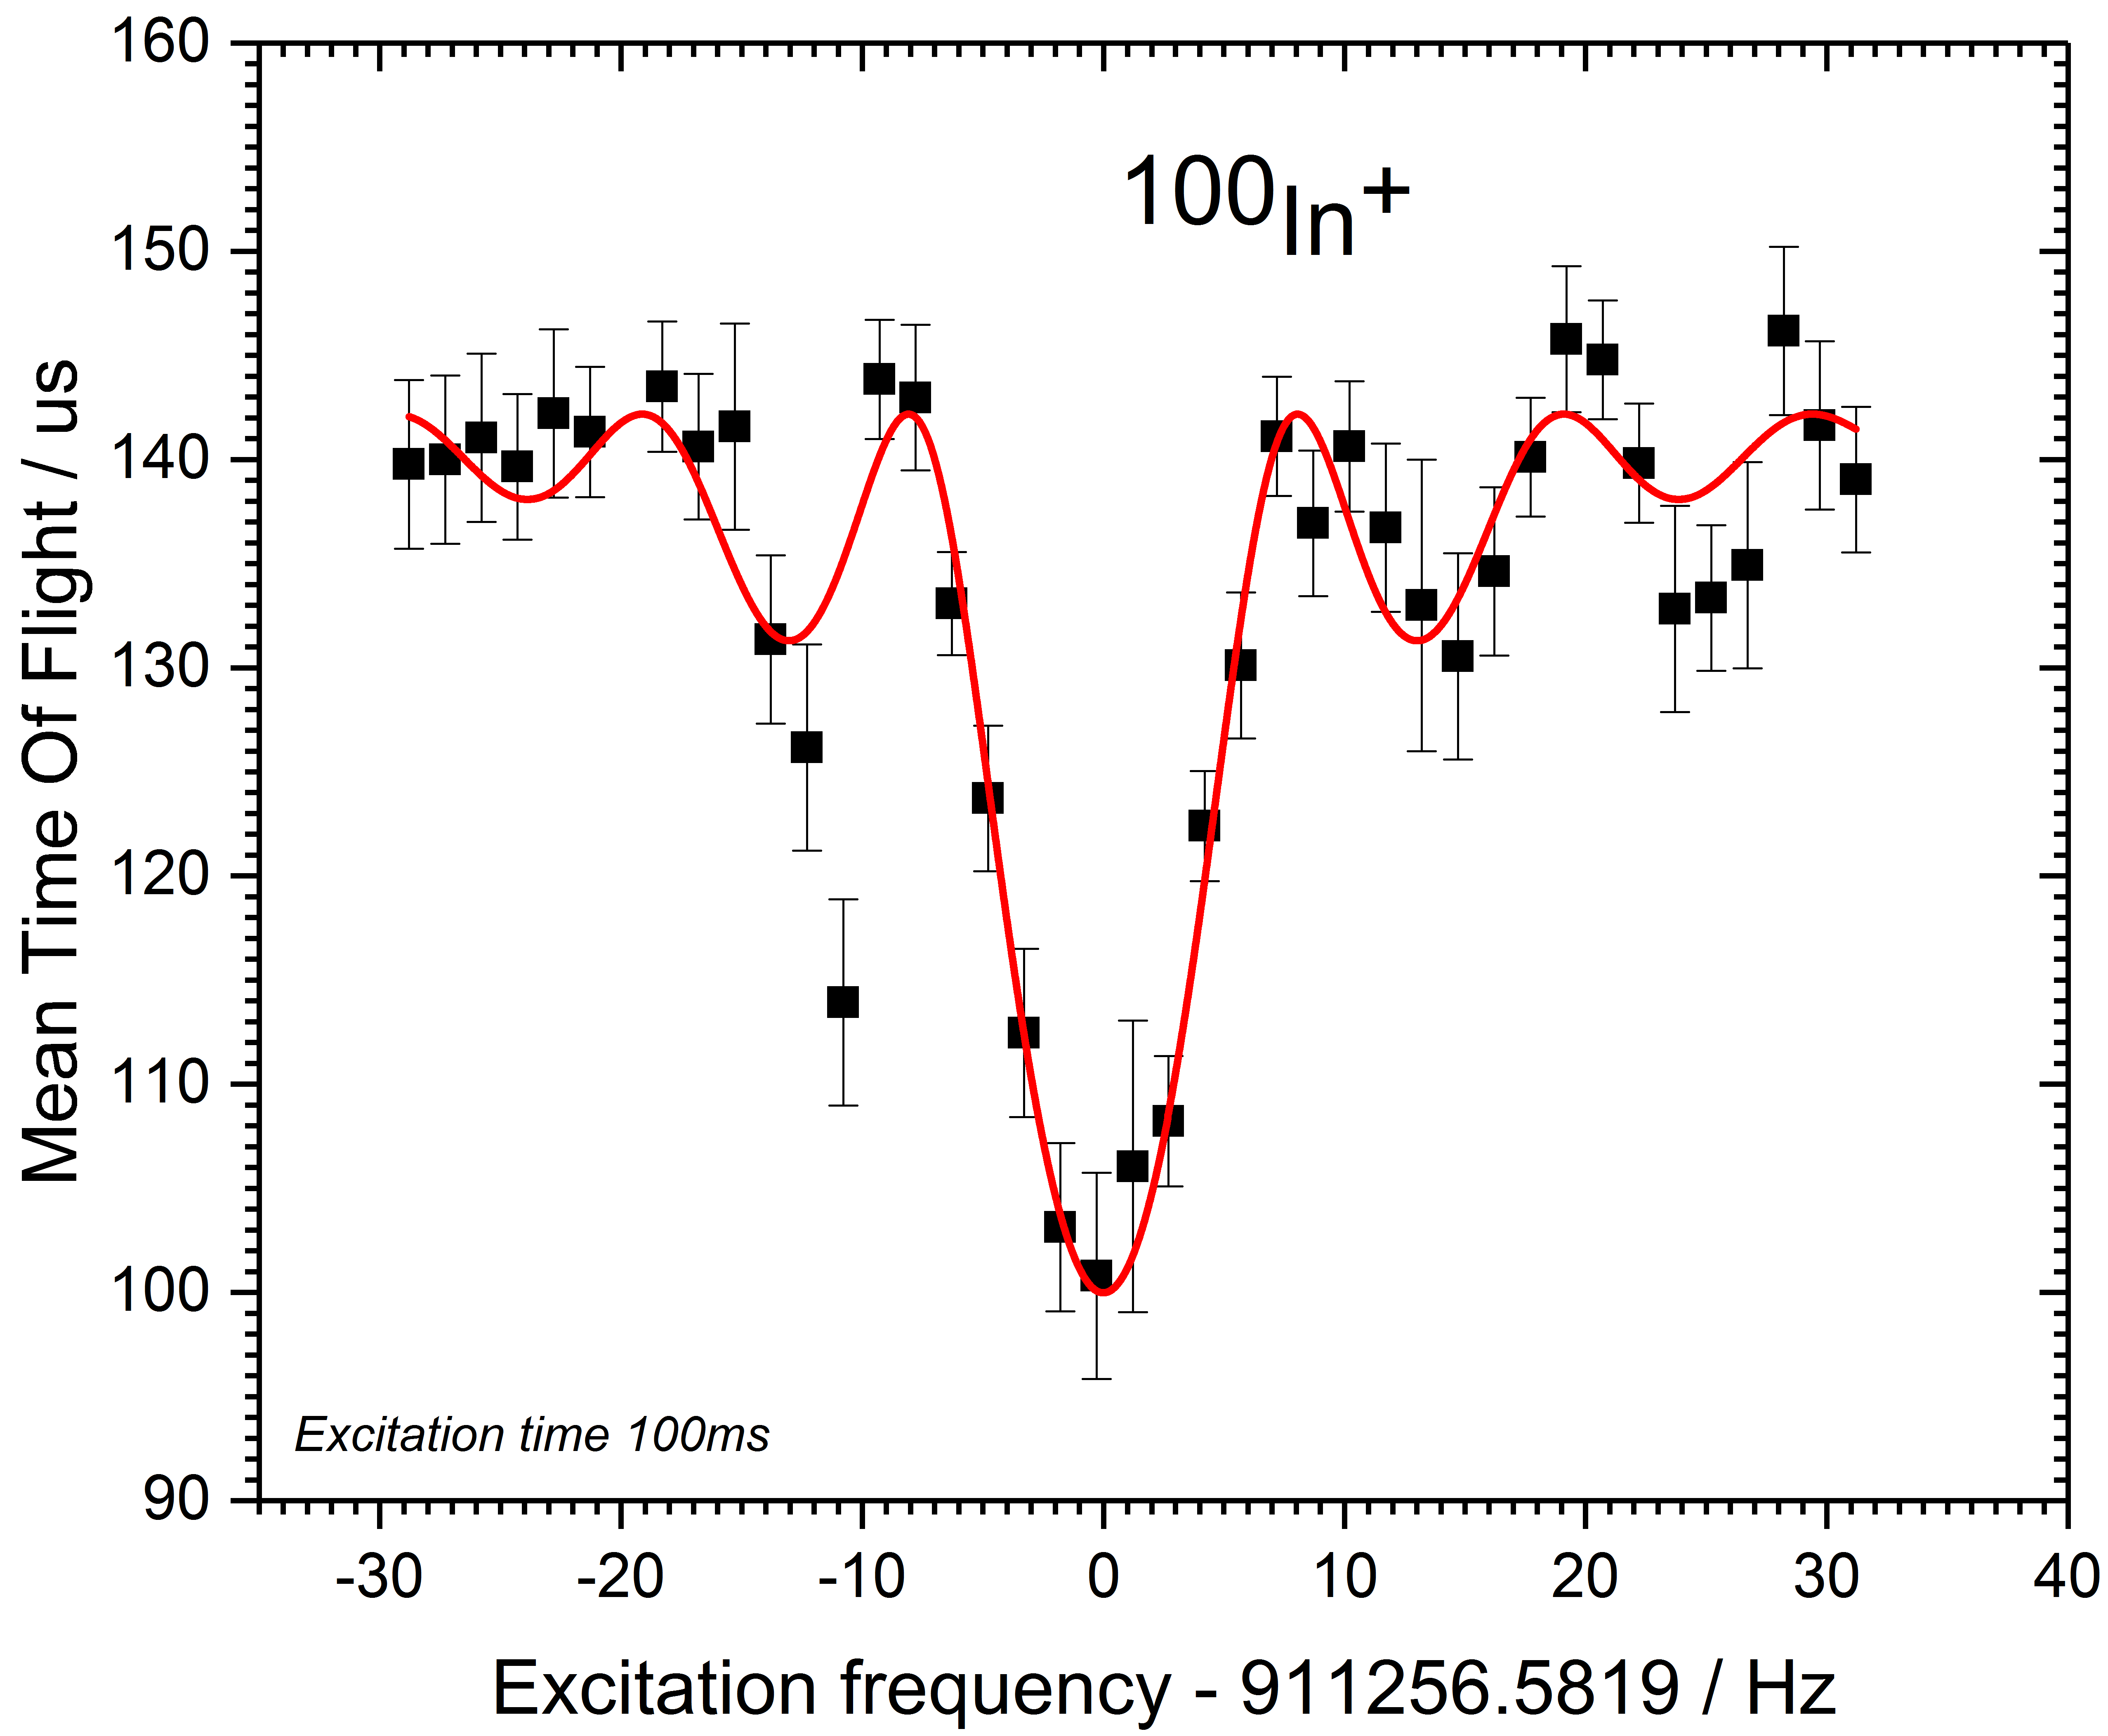 160
150
140
130
120
110
100
90
Mean Time Of Flight / us
¹⁰⁰In⁺
Excitation time 100ms
-30 -20 -10 0 10 20 30 40
Excitation frequency - 911256.5819 / Hz